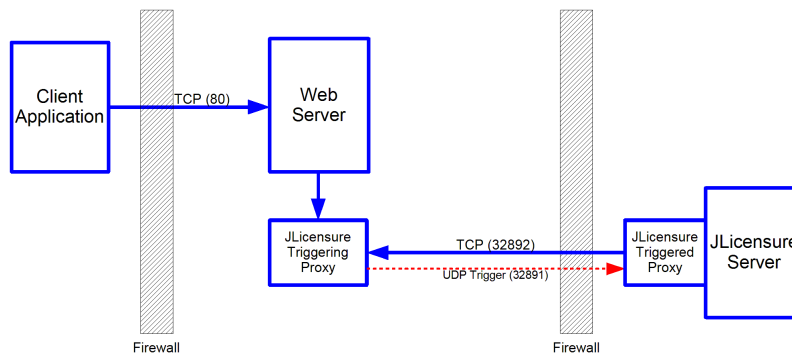 Client
Application
TCP (80)
Web
Server
JLicensure
Triggering
Proxy
TCP (32892)
UDP Trigger (32891)
JLicensure
Triggered
Proxy
JLicensure
Server
Firewall
Firewall